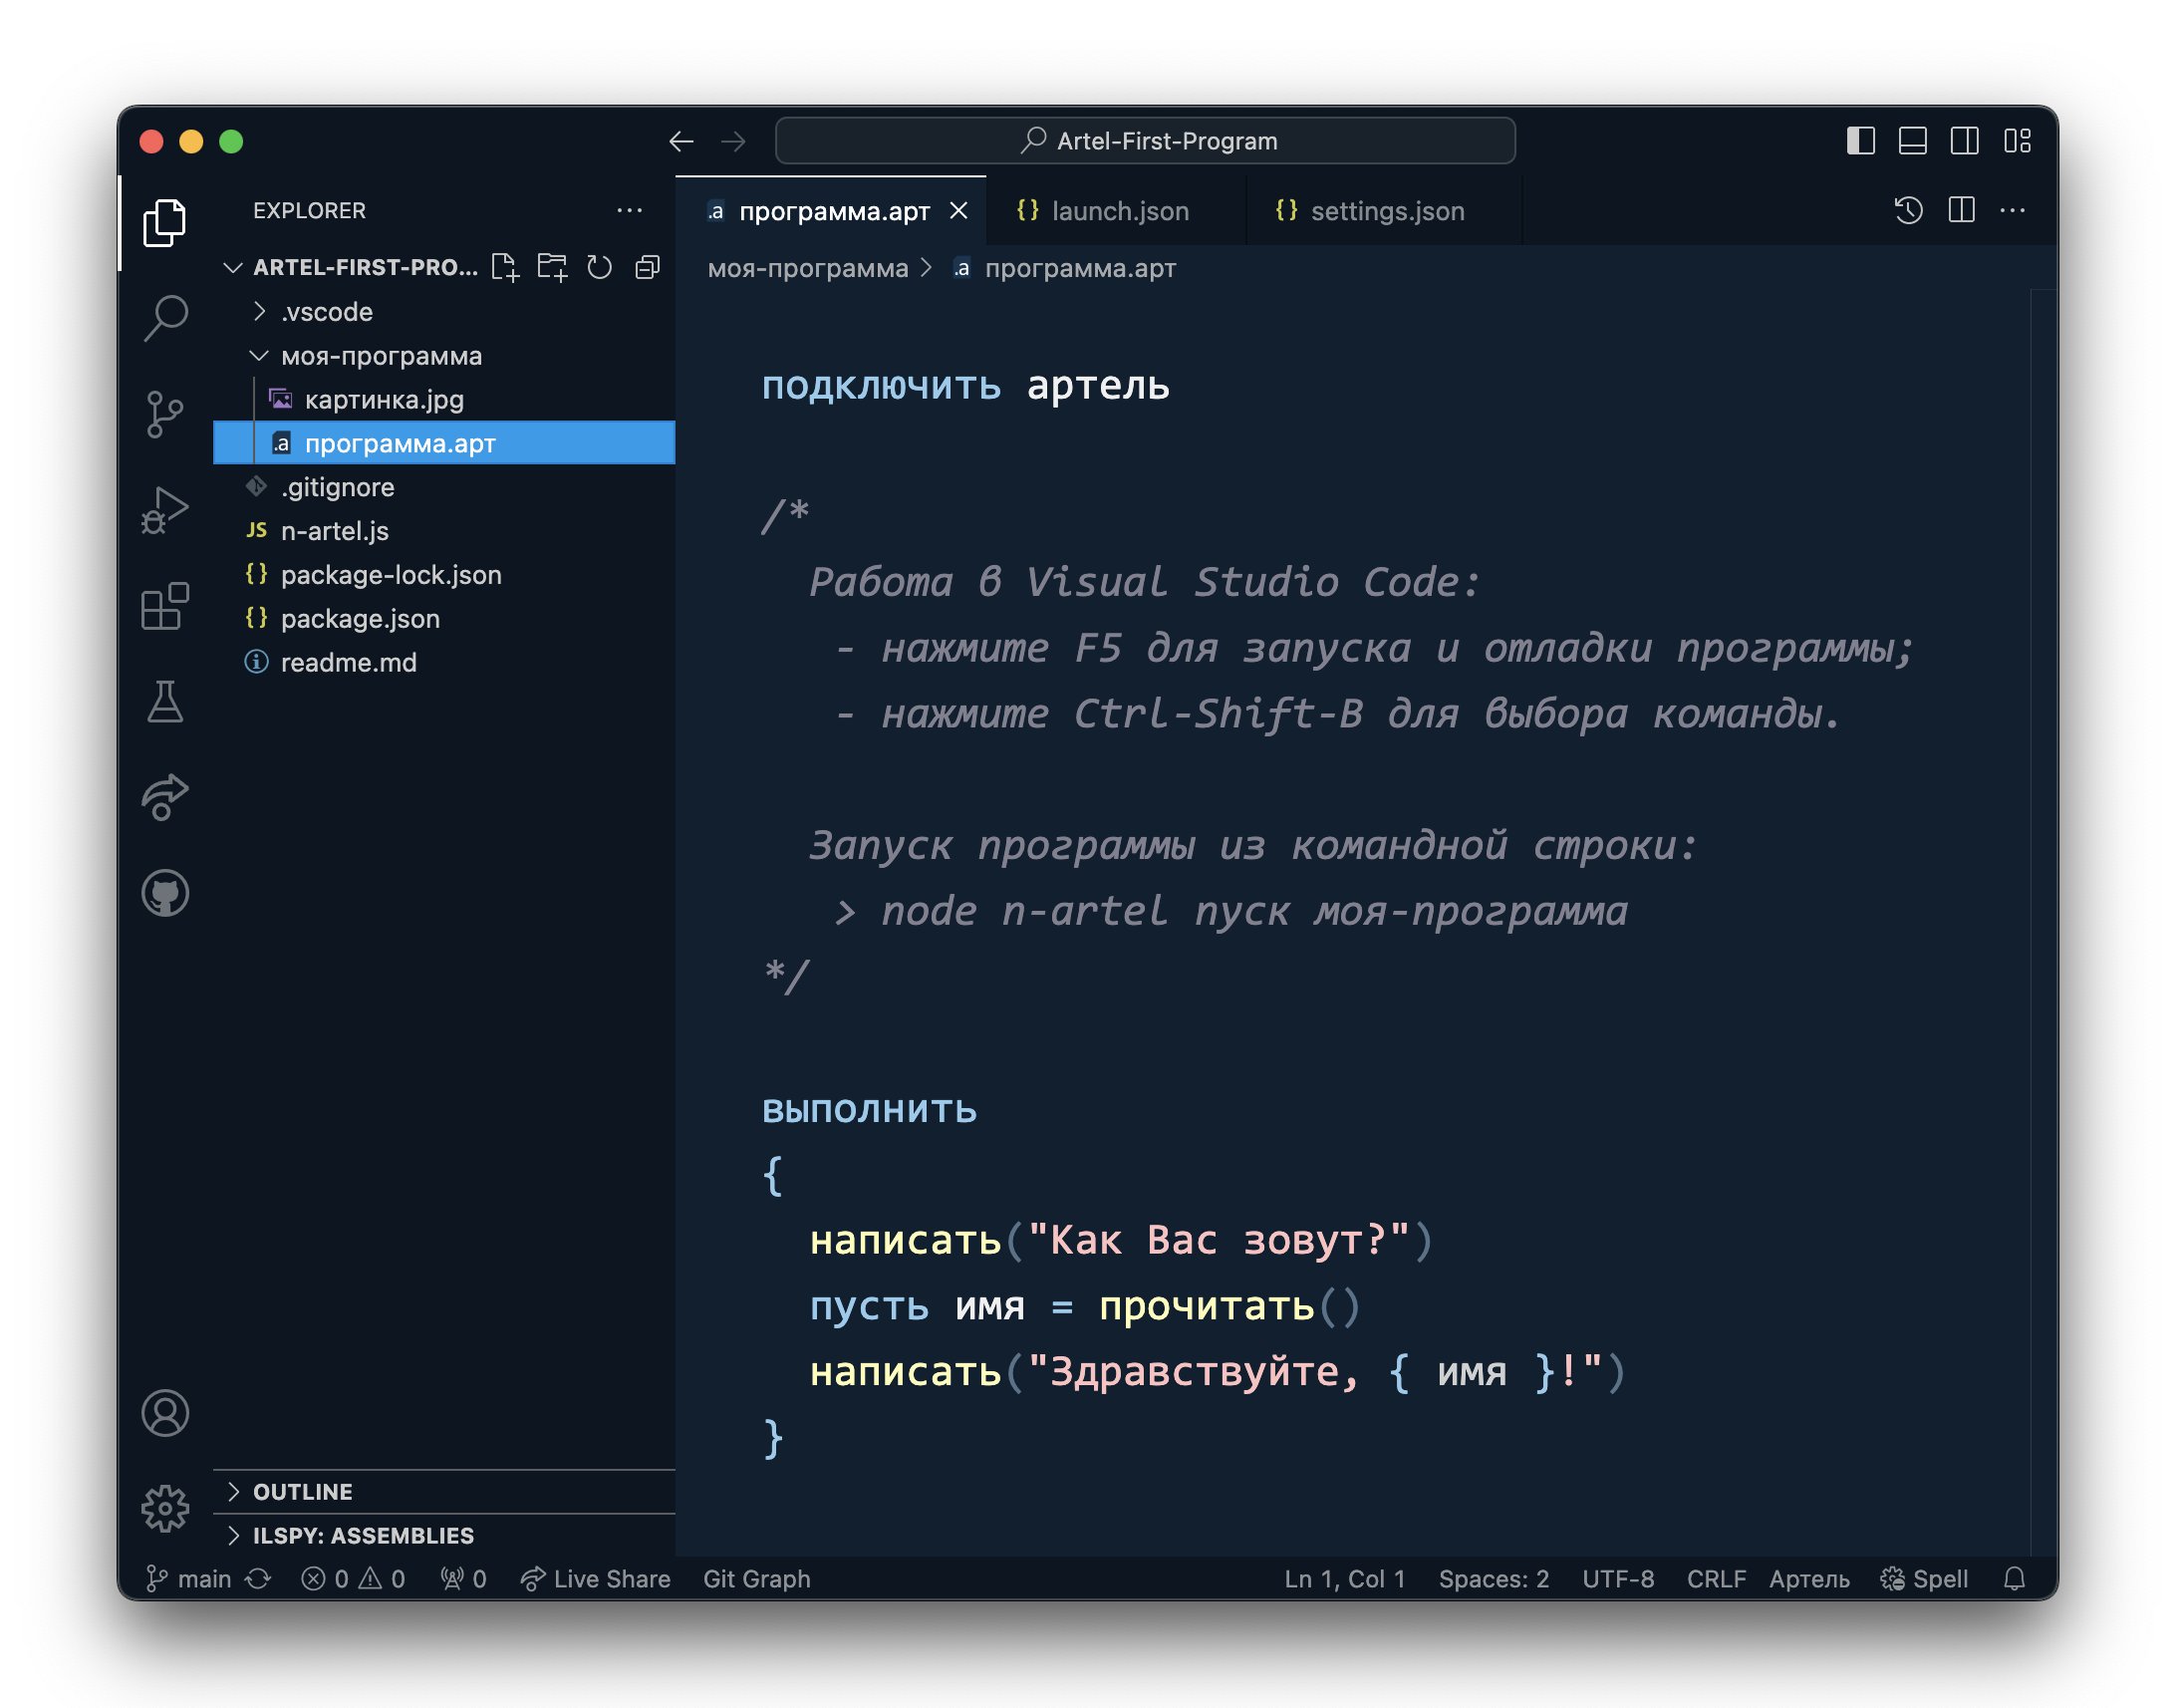 Artel-First-Program
EXPLORER
ARTEL-FIRST-PRO...
.vscode
моя-программа
картинка.jpg
программа.арт
.gitignore
JS n-artel.js
{} package-lock.json
{} package.json
readme.md
OUTLINE
ILSPY: ASSEMBLIES
.a программа.арт
{} launch.json
{} settings.json
моя-программа > .a программа.арт
подключить артель
/*
Работа в Visual Studio Code:
- нажмите F5 для запуска и отладки программы;
- нажмите Ctrl-Shift-B для выбора команды.
Запуск программы из командной строки:
> node n-artel пуск моя-программа
*/
выполнить
{
написать("Как Вас зовут?")
пусть имя = прочитать()
написать("Здравствуйте, { имя }!")
}
main 0 0 0 Live Share Git Graph Ln 1, Col 1 Spaces: 2 UTF-8 CRLF Артель Spell